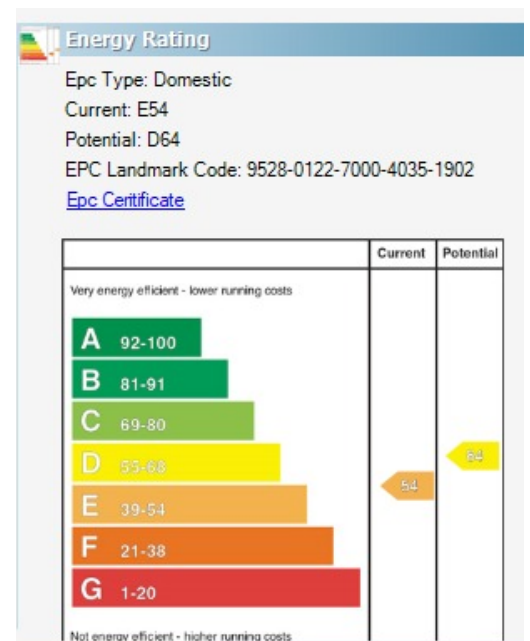 Energy Rating
Epc Type: Domestic
Current: E54
Potential: D64
EPC Landmark Code: 9528-0122-7000-4035-1902
Epc Ceritificate
Current Potential
Very energy efficient - lower running costs
A 92-100
B 81-91
C 69-80
D 55-68
64
E 39-54
54
F 21-38
G 1-20
Not energy efficient - higher running costs